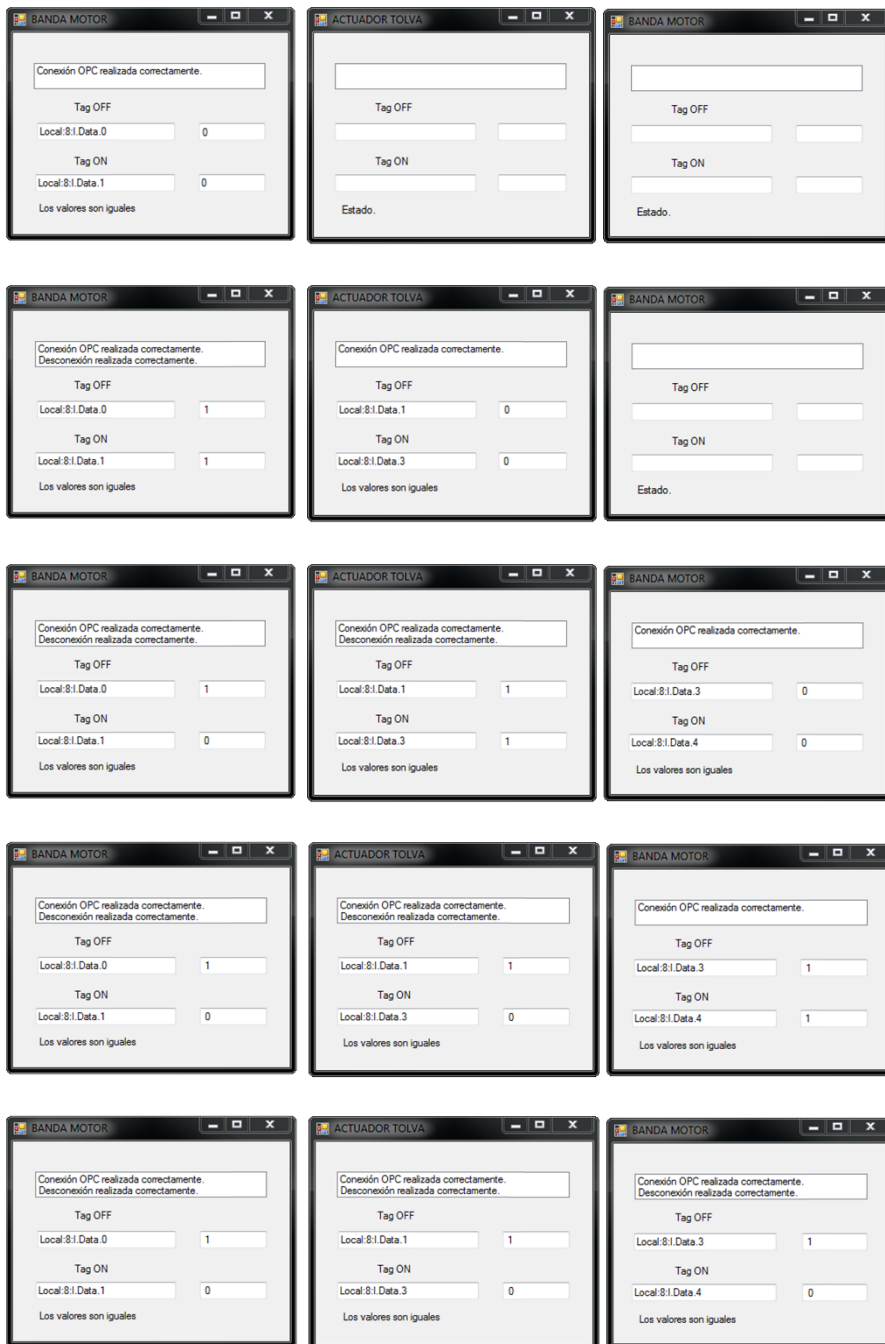 BANDA MOTOR
Conexión OPC realizada correctamente.
Tag OFF
Local:8:I.Data.0 0
Tag ON
Local:8:I.Data.1 0
Los valores son iguales
ACTUADOR TOLVA
Tag OFF
Tag ON
Estado.
BANDA MOTOR
Tag OFF
Tag ON
Estado.
BANDA MOTOR
Conexión OPC realizada correctamente.
Desconexión realizada correctamente.
Tag OFF
Local:8:I.Data.0 1
Tag ON
Local:8:I.Data.1 1
Los valores son iguales
ACTUADOR TOLVA
Conexión OPC realizada correctamente.
Tag OFF
Local:8:I.Data.1 0
Tag ON
Local:8:I.Data.3 0
Los valores son iguales
BANDA MOTOR
Tag OFF
Tag ON
Estado.
BANDA MOTOR
Conexión OPC realizada correctamente.
Desconexión realizada correctamente.
Tag OFF
Local:8:I.Data.0 1
Tag ON
Local:8:I.Data.1 0
Los valores son iguales
ACTUADOR TOLVA
Conexión OPC realizada correctamente.
Desconexión realizada correctamente.
Tag OFF
Local:8:I.Data.1 1
Tag ON
Local:8:I.Data.3 1
Los valores son iguales
BANDA MOTOR
Conexión OPC realizada correctamente.
Tag OFF
Local:8:I.Data.3 0
Tag ON
Local:8:I.Data.4 0
Los valores son iguales
BANDA MOTOR
Conexión OPC realizada correctamente.
Desconexión realizada correctamente.
Tag OFF
Local:8:I.Data.0 1
Tag ON
Local:8:I.Data.1 0
Los valores son iguales
ACTUADOR TOLVA
Conexión OPC realizada correctamente.
Desconexión realizada correctamente.
Tag OFF
Local:8:I.Data.1 1
Tag ON
Local:8:I.Data.3 0
Los valores son iguales
BANDA MOTOR
Conexión OPC realizada correctamente.
Tag OFF
Local:8:I.Data.3 1
Tag ON
Local:8:I.Data.4 1
Los valores son iguales
BANDA MOTOR
Conexión OPC realizada correctamente.
Desconexión realizada correctamente.
Tag OFF
Local:8:I.Data.0 1
Tag ON
Local:8:I.Data.1 0
Los valores son iguales
ACTUADOR TOLVA
Conexión OPC realizada correctamente.
Desconexión realizada correctamente.
Tag OFF
Local:8:I.Data.1 1
Tag ON
Local:8:I.Data.3 0
Los valores son iguales
BANDA MOTOR
Conexión OPC realizada correctamente.
Desconexión realizada correctamente.
Tag OFF
Local:8:I.Data.3 1
Tag ON
Local:8:I.Data.4 0
Los valores son iguales